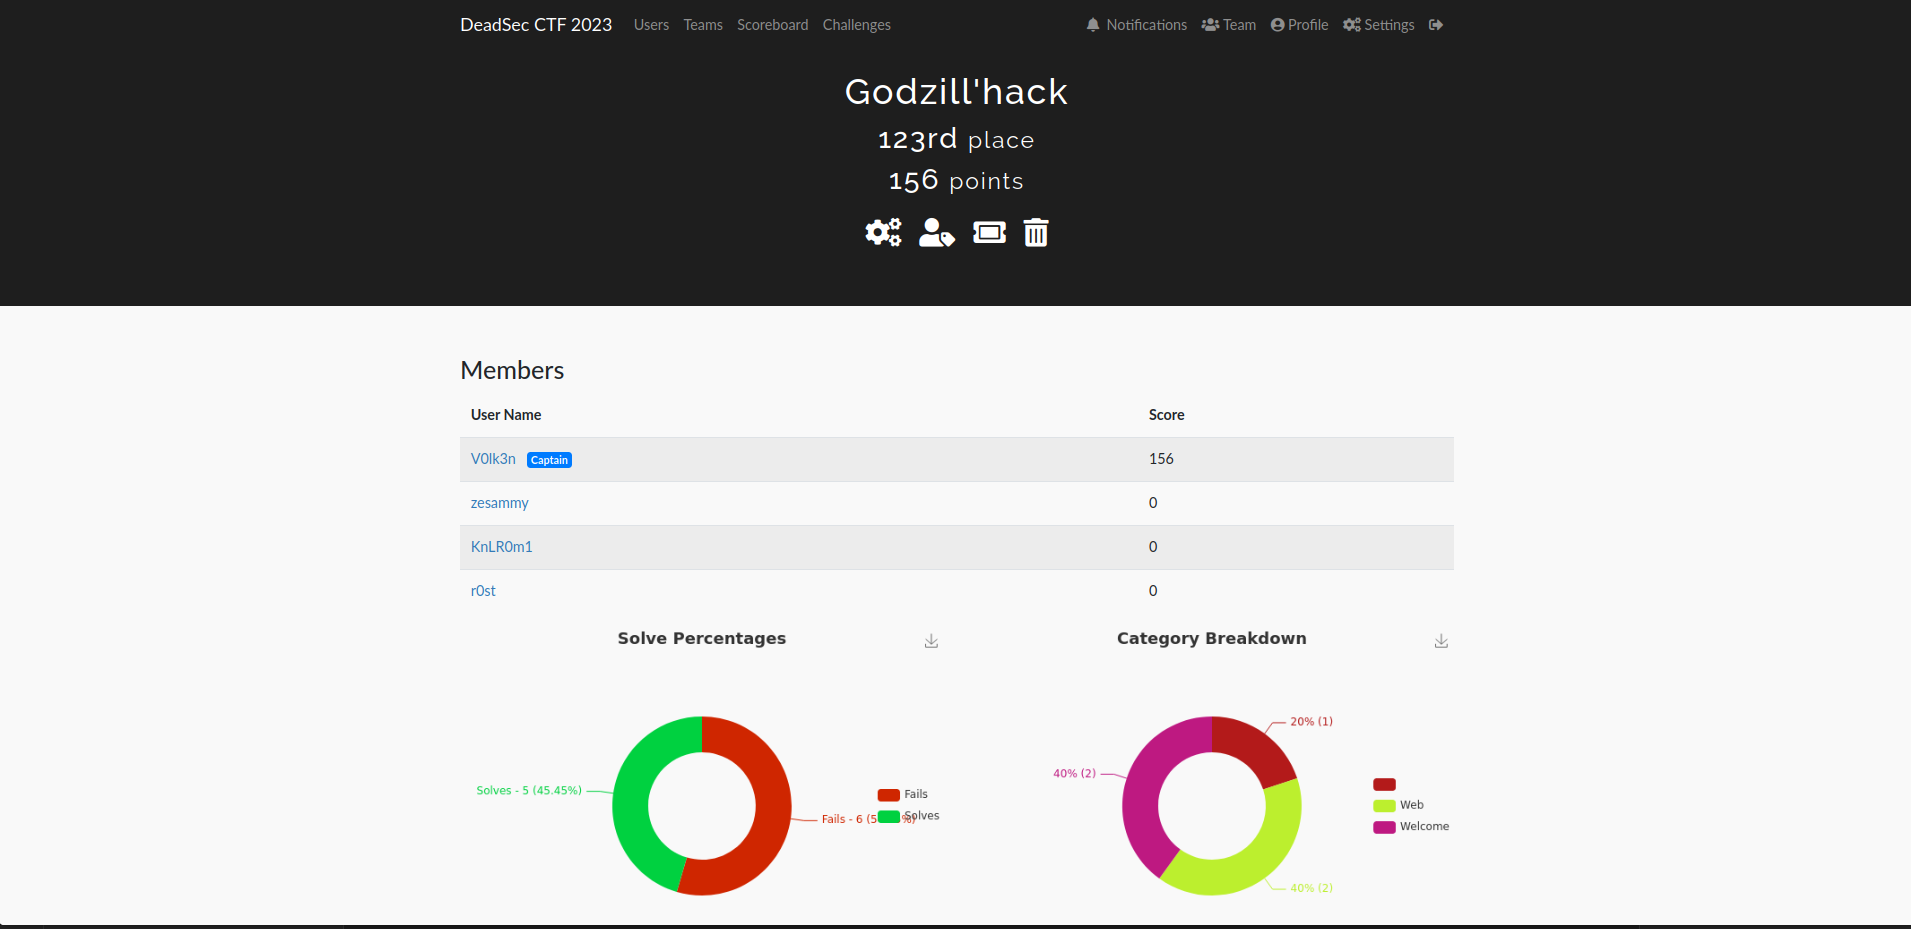 DeadSec CTF 2023 Users Teams Scoreboard Challenges Notifications Team Profile Settings
Godzill'hack
123rd place
156 points
Members
User Name Score
V0lk3n Captain 156
zesammy 0
KnLR0m1 0
r0st 0
Solve Percentages
Solves - 5 (45.45%)
Fails - 6 (5 %)
Fails
Solves
Category Breakdown
20% (1)
40% (2)
40% (2)
Web
Welcome